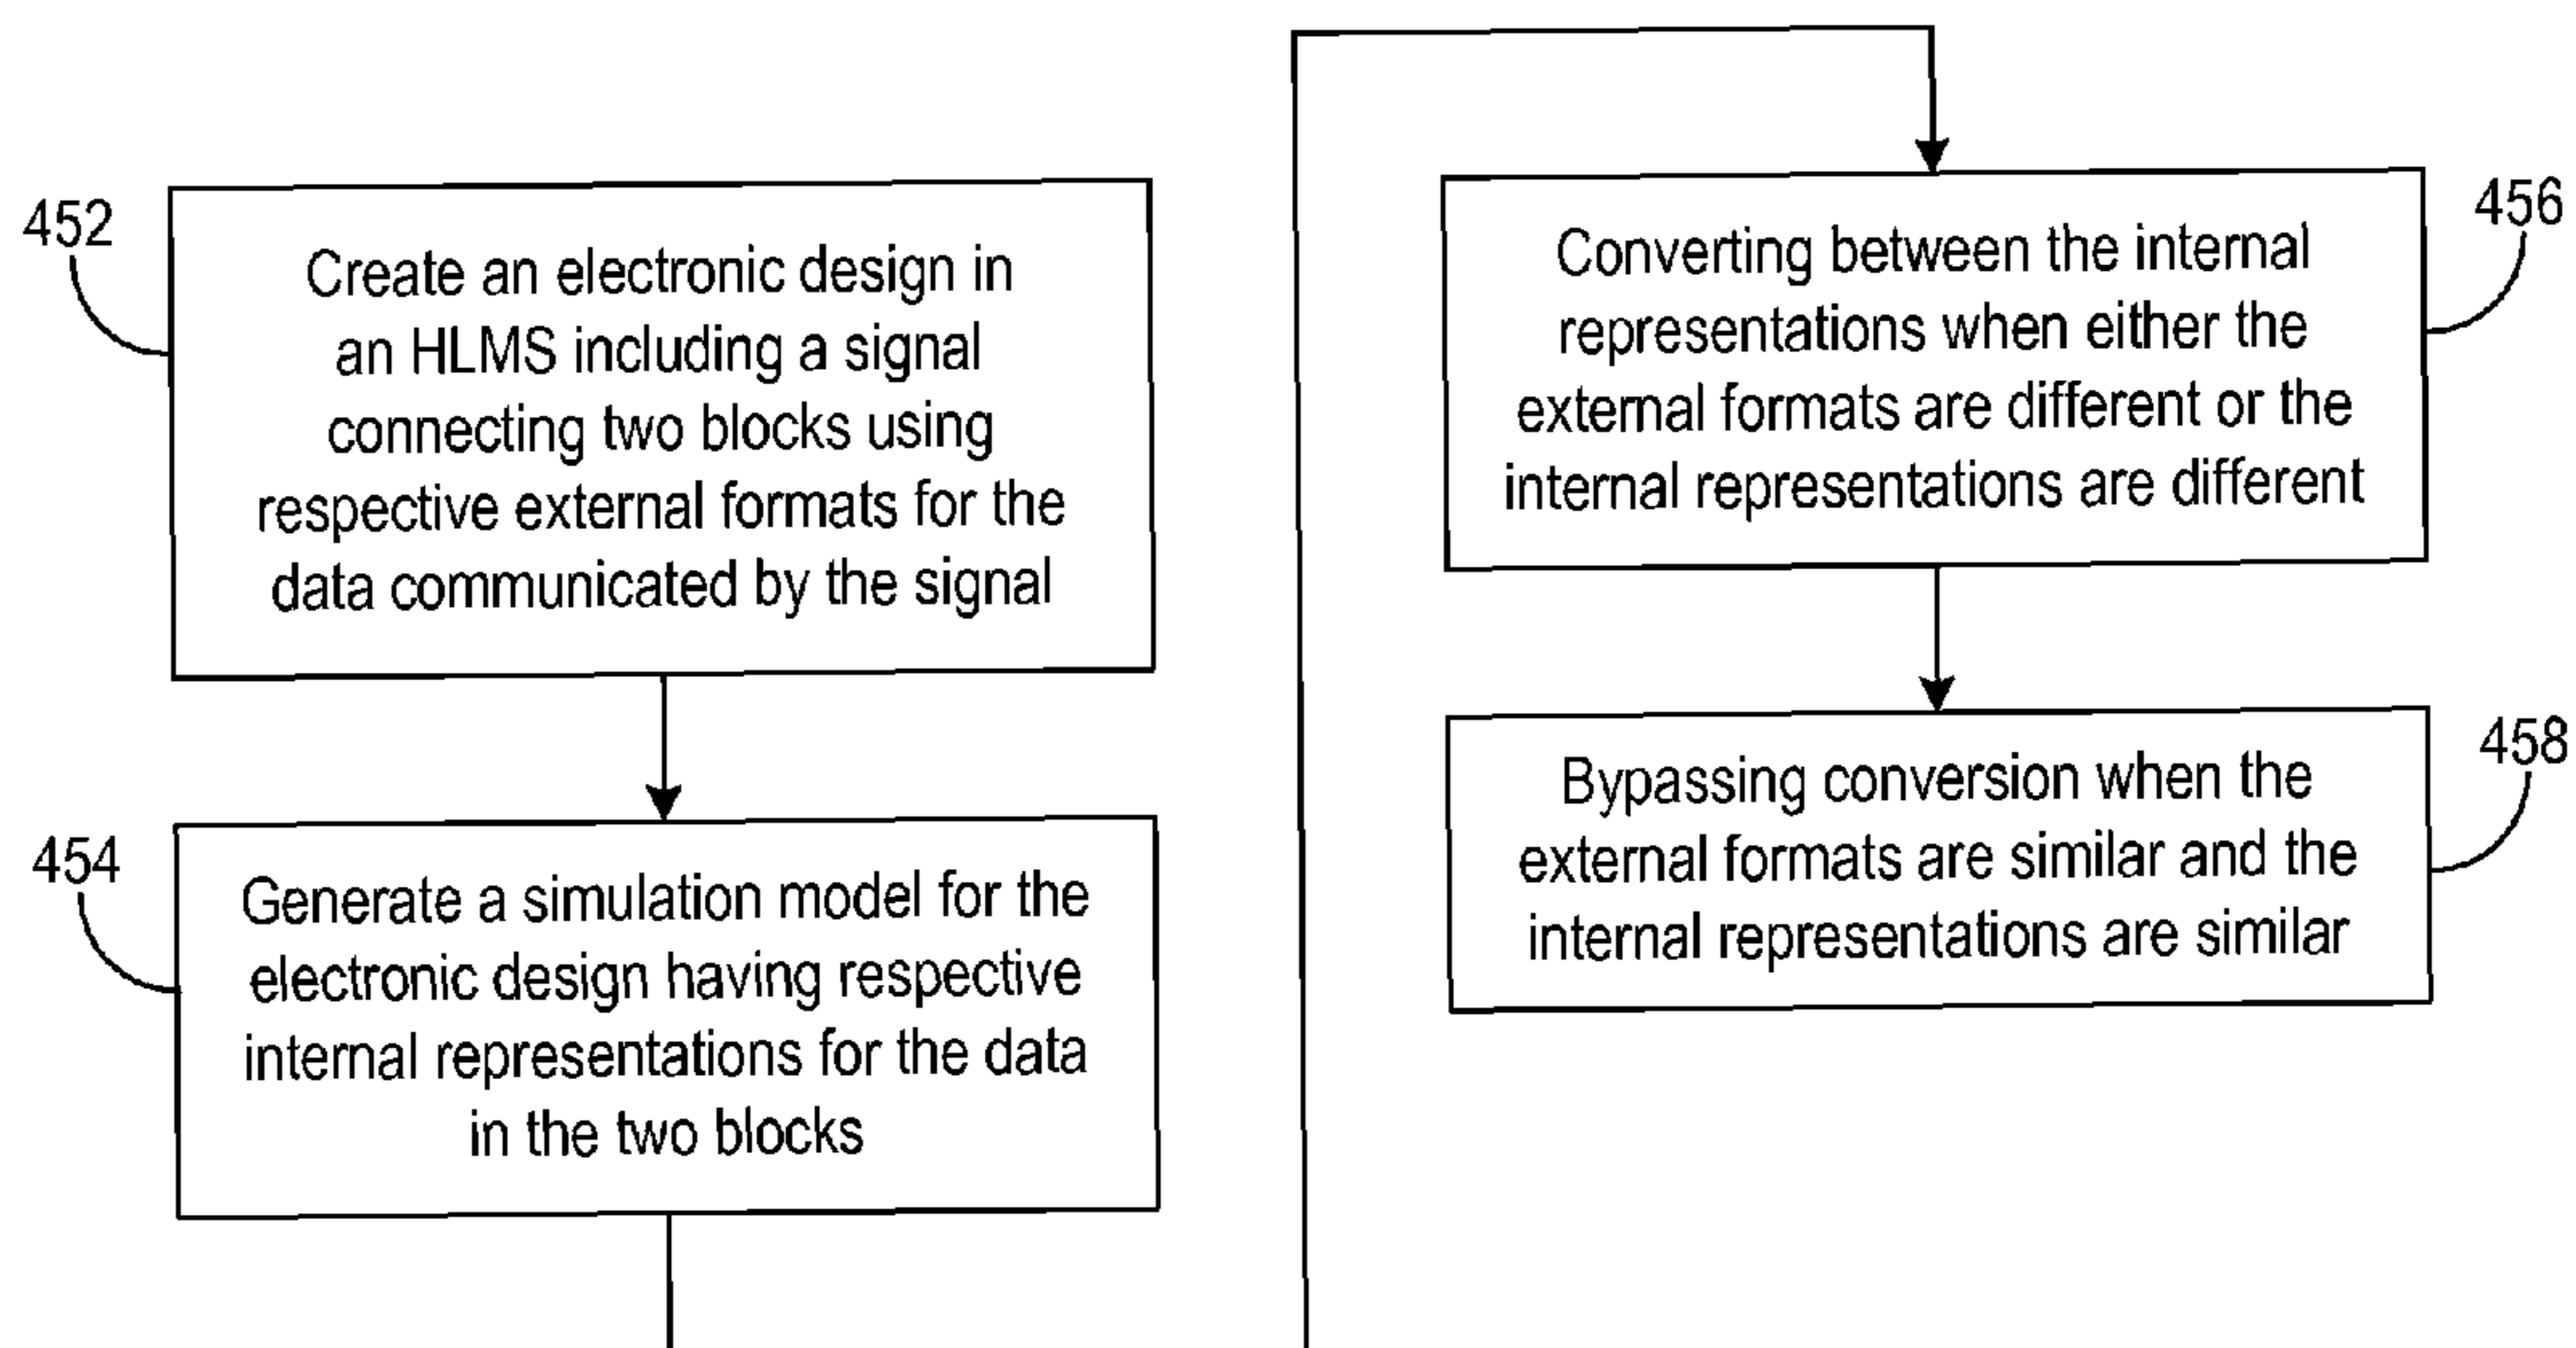 452
Create an electronic design in
an HLMS including a signal
connecting two blocks using
respective external formats for the
data communicated by the signal
454
Generate a simulation model for the
electronic design having respective
internal representations for the data
in the two blocks
456
Converting between the internal
representations when either the
external formats are different or the
internal representations are different
458
Bypassing conversion when the
external formats are similar and the
internal representations are similar